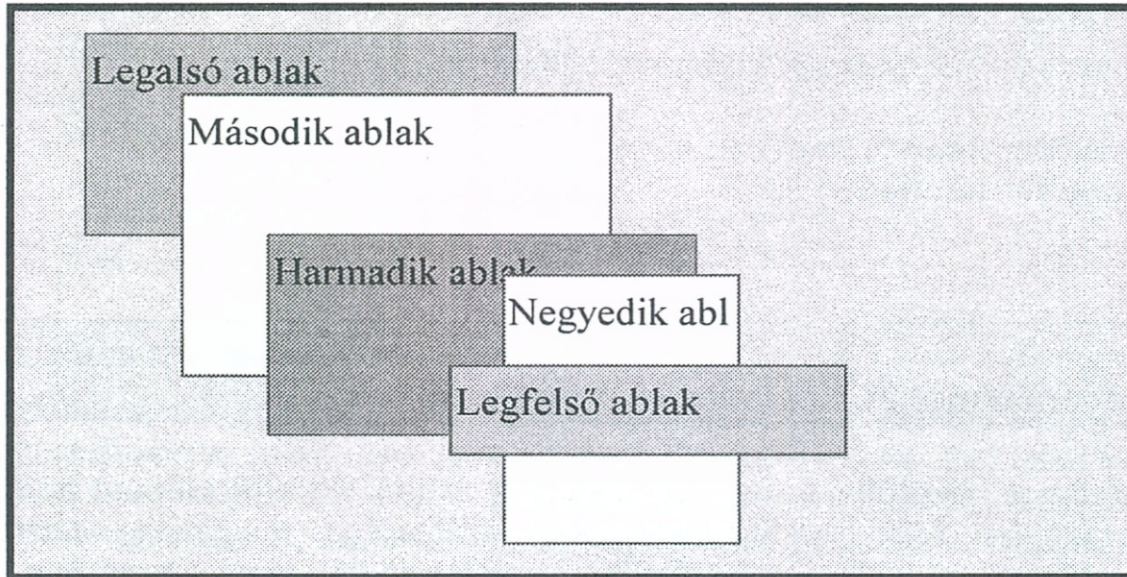 Legalsó ablak
Második ablak
Harmadik ablak
Negyedik abl
Legfelső ablak